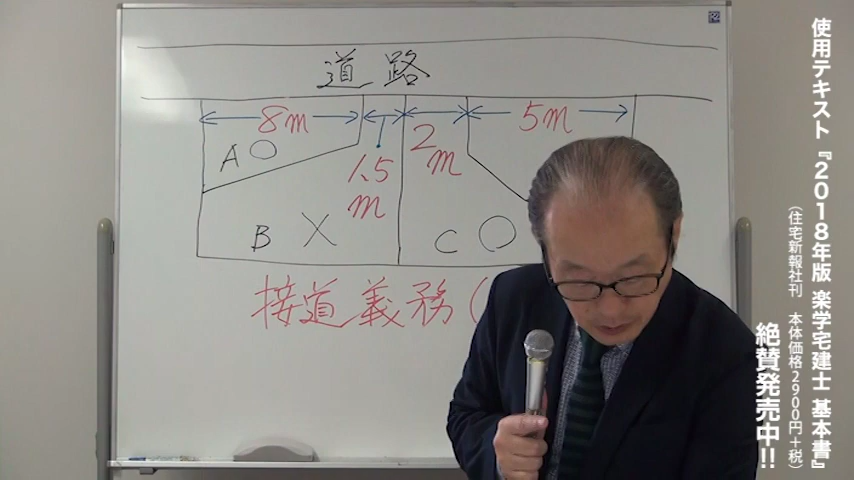 道路
8m
1.5m
2m
5m
A○
B ×
C○
接道義務(
使用テキスト『2018年版 楽学宅建士 基本書』
(住宅新報社刊 本体価格2900円+税)
絶賛発売中!!